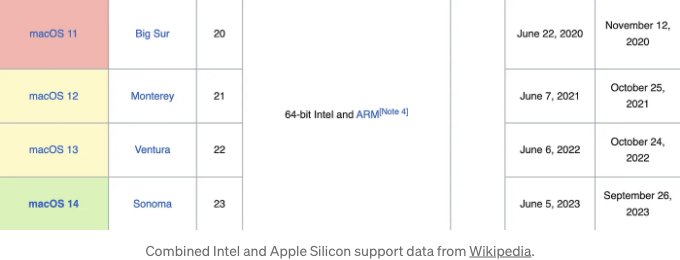 macOS 11 Big Sur 20 June 22, 2020 November 12, 2020
64-bit Intel and ARM[Note 4]
macOS 12 Monterey 21 June 7, 2021 October 25, 2021
macOS 13 Ventura 22 June 6, 2022 October 24, 2022
macOS 14 Sonoma 23 June 5, 2023 September 26, 2023
Combined Intel and Apple Silicon support data from Wikipedia.